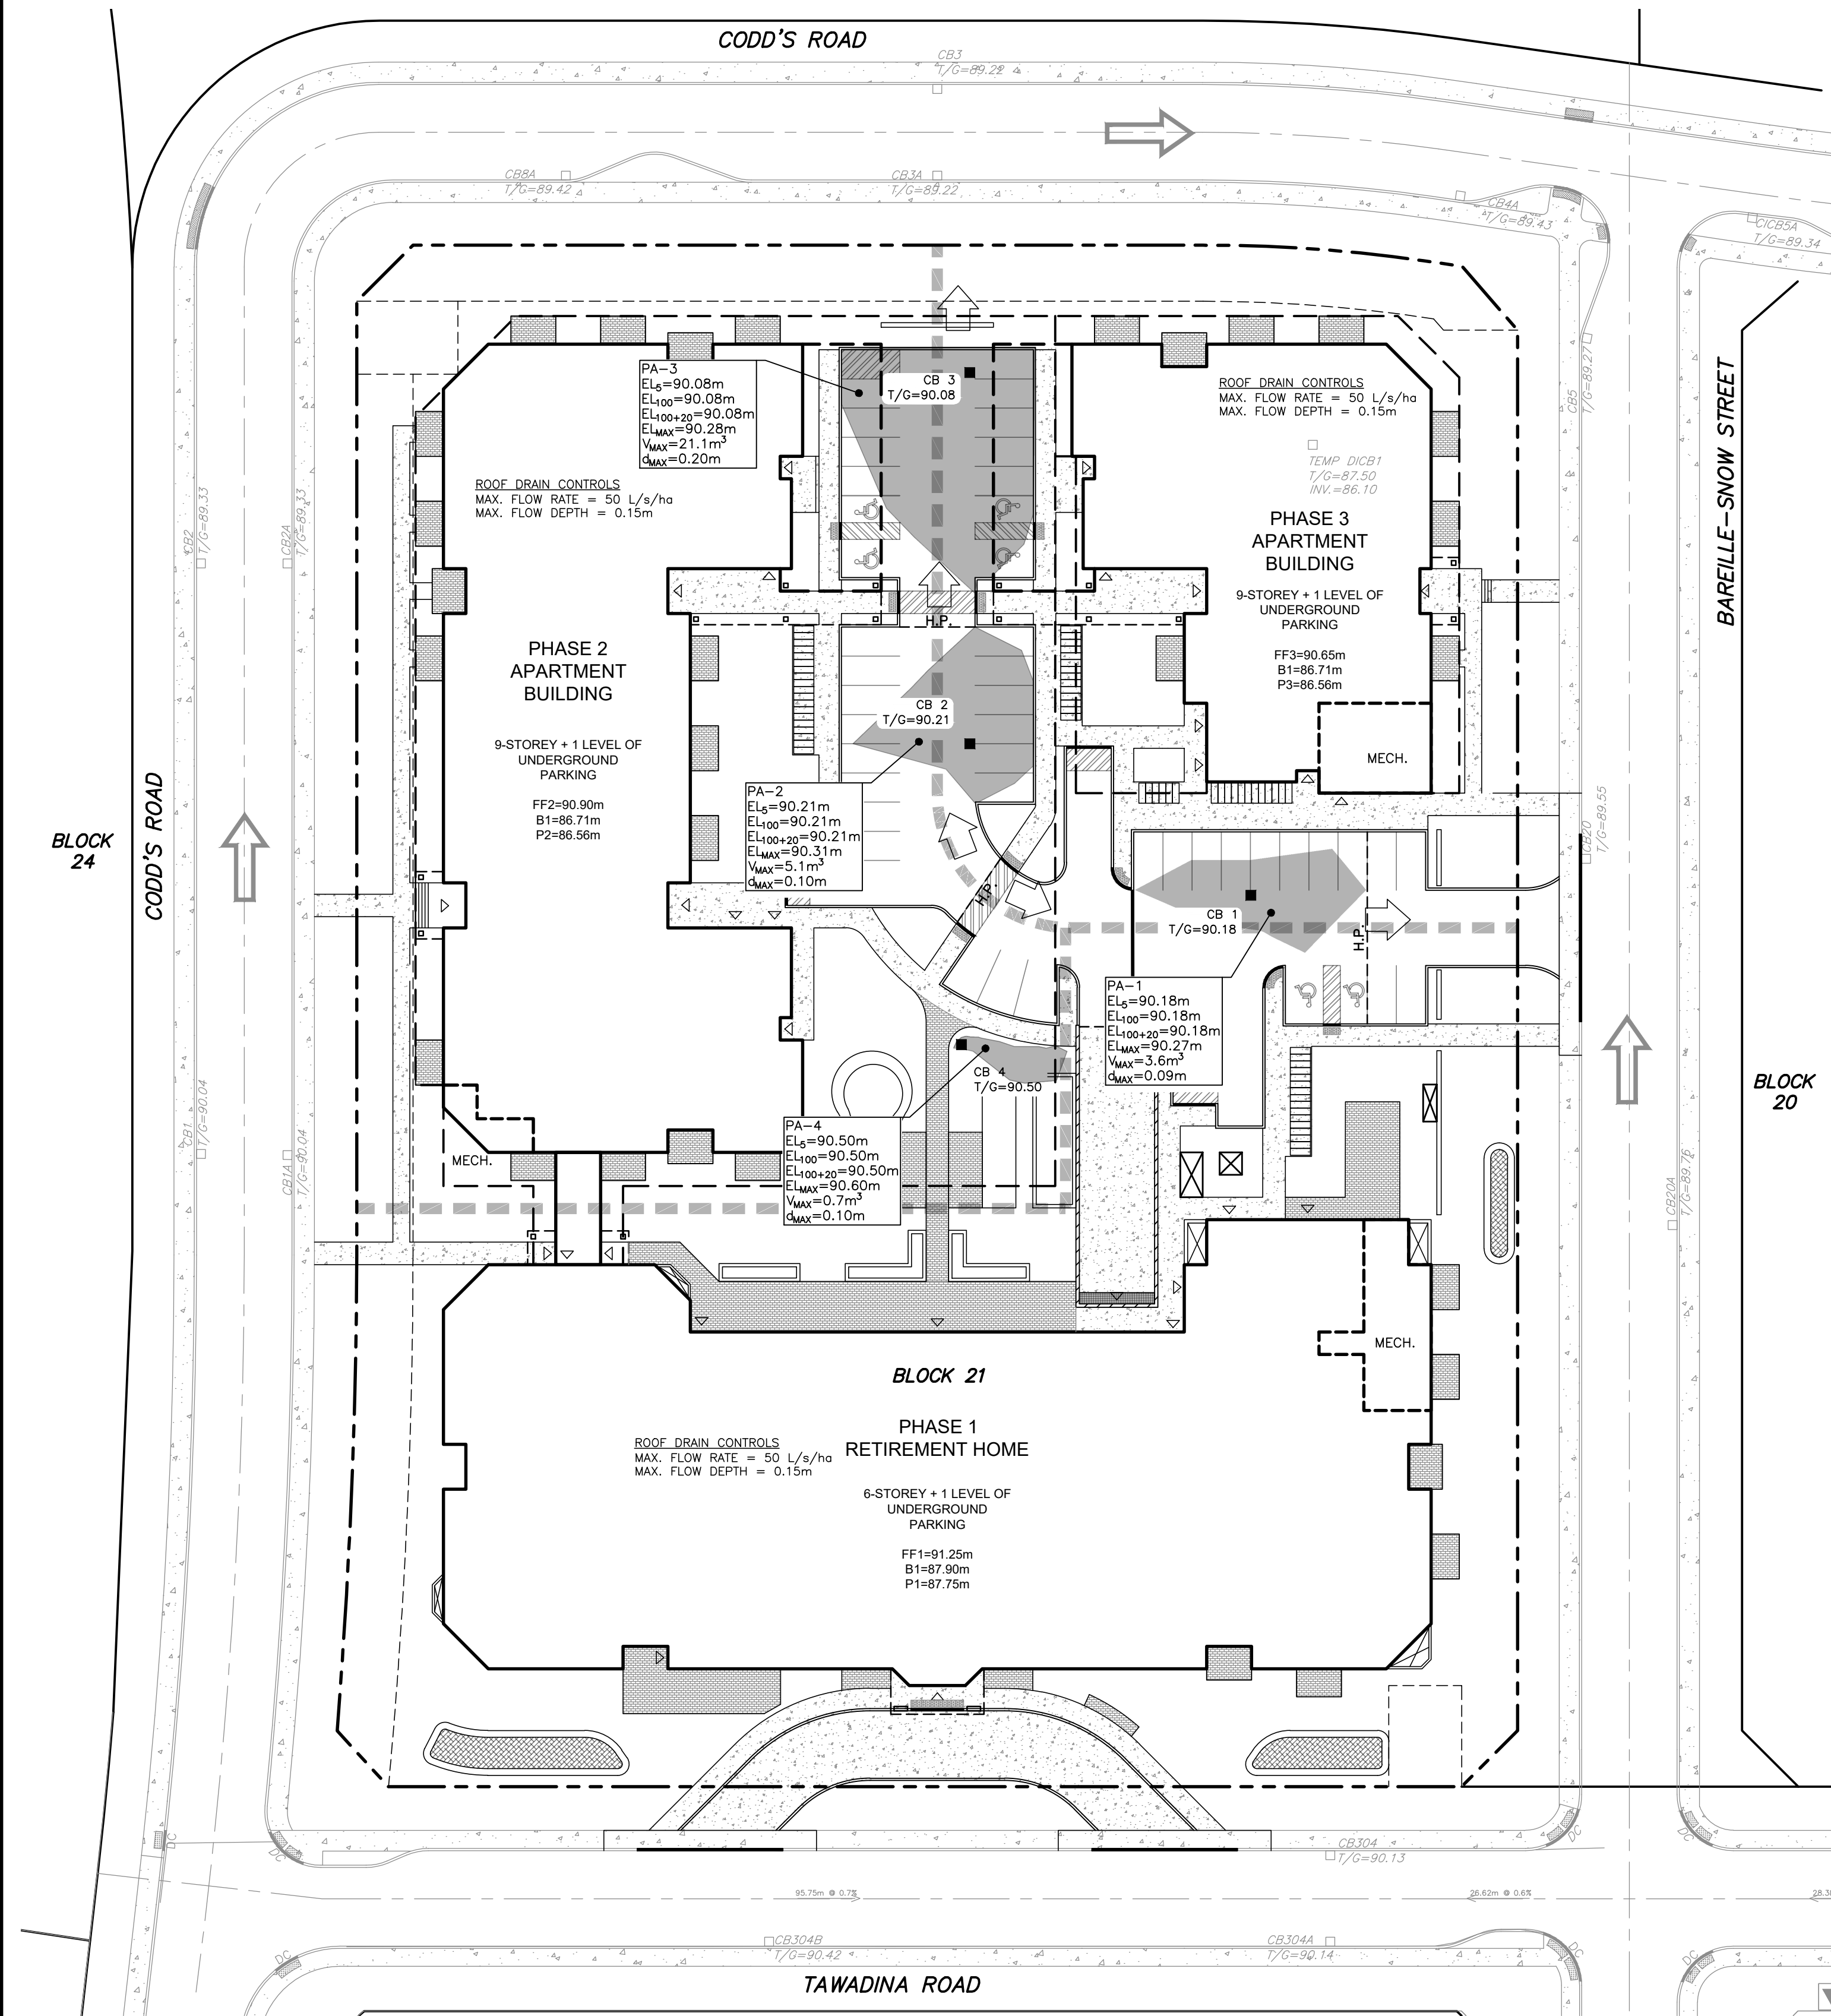 CODD'S ROAD
CB3
T/G=89.22
CB8A
T/G=89.42
CB3A
T/G=89.22
CB4A
T/G=89.43
CICB5A
T/G=89.34
PA-3
EL5=90.08m
EL100=90.08m
EL100+20=90.08m
ELMAX=90.28m
VMAX=21.1m³
dMAX=0.20m
CB 3
T/G=90.08
ROOF DRAIN CONTROLS
MAX. FLOW RATE = 50 L/s/ha
MAX. FLOW DEPTH = 0.15m
CB5
T/G=89.27
BAREILLE-SNOW STREET
TEMP DICB1
T/G=87.50
INV.=86.10
ROOF DRAIN CONTROLS
MAX. FLOW RATE = 50 L/s/ha
MAX. FLOW DEPTH = 0.15m
CB2
T/G=89.33
CB2A
T/G=89.33
PHASE 3
APARTMENT
BUILDING
9-STOREY + 1 LEVEL OF
UNDERGROUND
PARKING
FF3=90.65m
B1=86.71m
P3=86.56m
MECH.
H.P.
PHASE 2
APARTMENT
BUILDING
9-STOREY + 1 LEVEL OF
UNDERGROUND
PARKING
FF2=90.90m
B1=86.71m
P2=86.56m
CB 2
T/G=90.21
PA-2
EL5=90.21m
EL100=90.21m
EL100+20=90.21m
ELMAX=90.31m
VMAX=5.1m³
dMAX=0.10m
BLOCK
24
CODD'S ROAD
CB20
T/G=89.55
H.P.
CB 1
T/G=90.18
H.P.
PA-1
EL5=90.18m
EL100=90.18m
EL100+20=90.18m
ELMAX=90.27m
VMAX=3.6m³
dMAX=0.09m
CB 4
T/G=90.50
BLOCK
20
CB1
T/G=90.04
CB1A
T/G=90.04
PA-4
EL5=90.50m
EL100=90.50m
EL100+20=90.50m
ELMAX=90.60m
VMAX=0.7m³
dMAX=0.10m
MECH.
CB20A
T/G=89.76
MECH.
BLOCK 21
PHASE 1
RETIREMENT HOME
ROOF DRAIN CONTROLS
MAX. FLOW RATE = 50 L/s/ha
MAX. FLOW DEPTH = 0.15m
6-STOREY + 1 LEVEL OF
UNDERGROUND
PARKING
FF1=91.25m
B1=87.90m
P1=87.75m
DC
DC
DC
DC
CB304
T/G=90.13
95.75m @ 0.7%
26.62m @ 0.6%
DC
CB304B
T/G=90.42
CB304A
T/G=90.14
DC
DC
TAWADINA ROAD